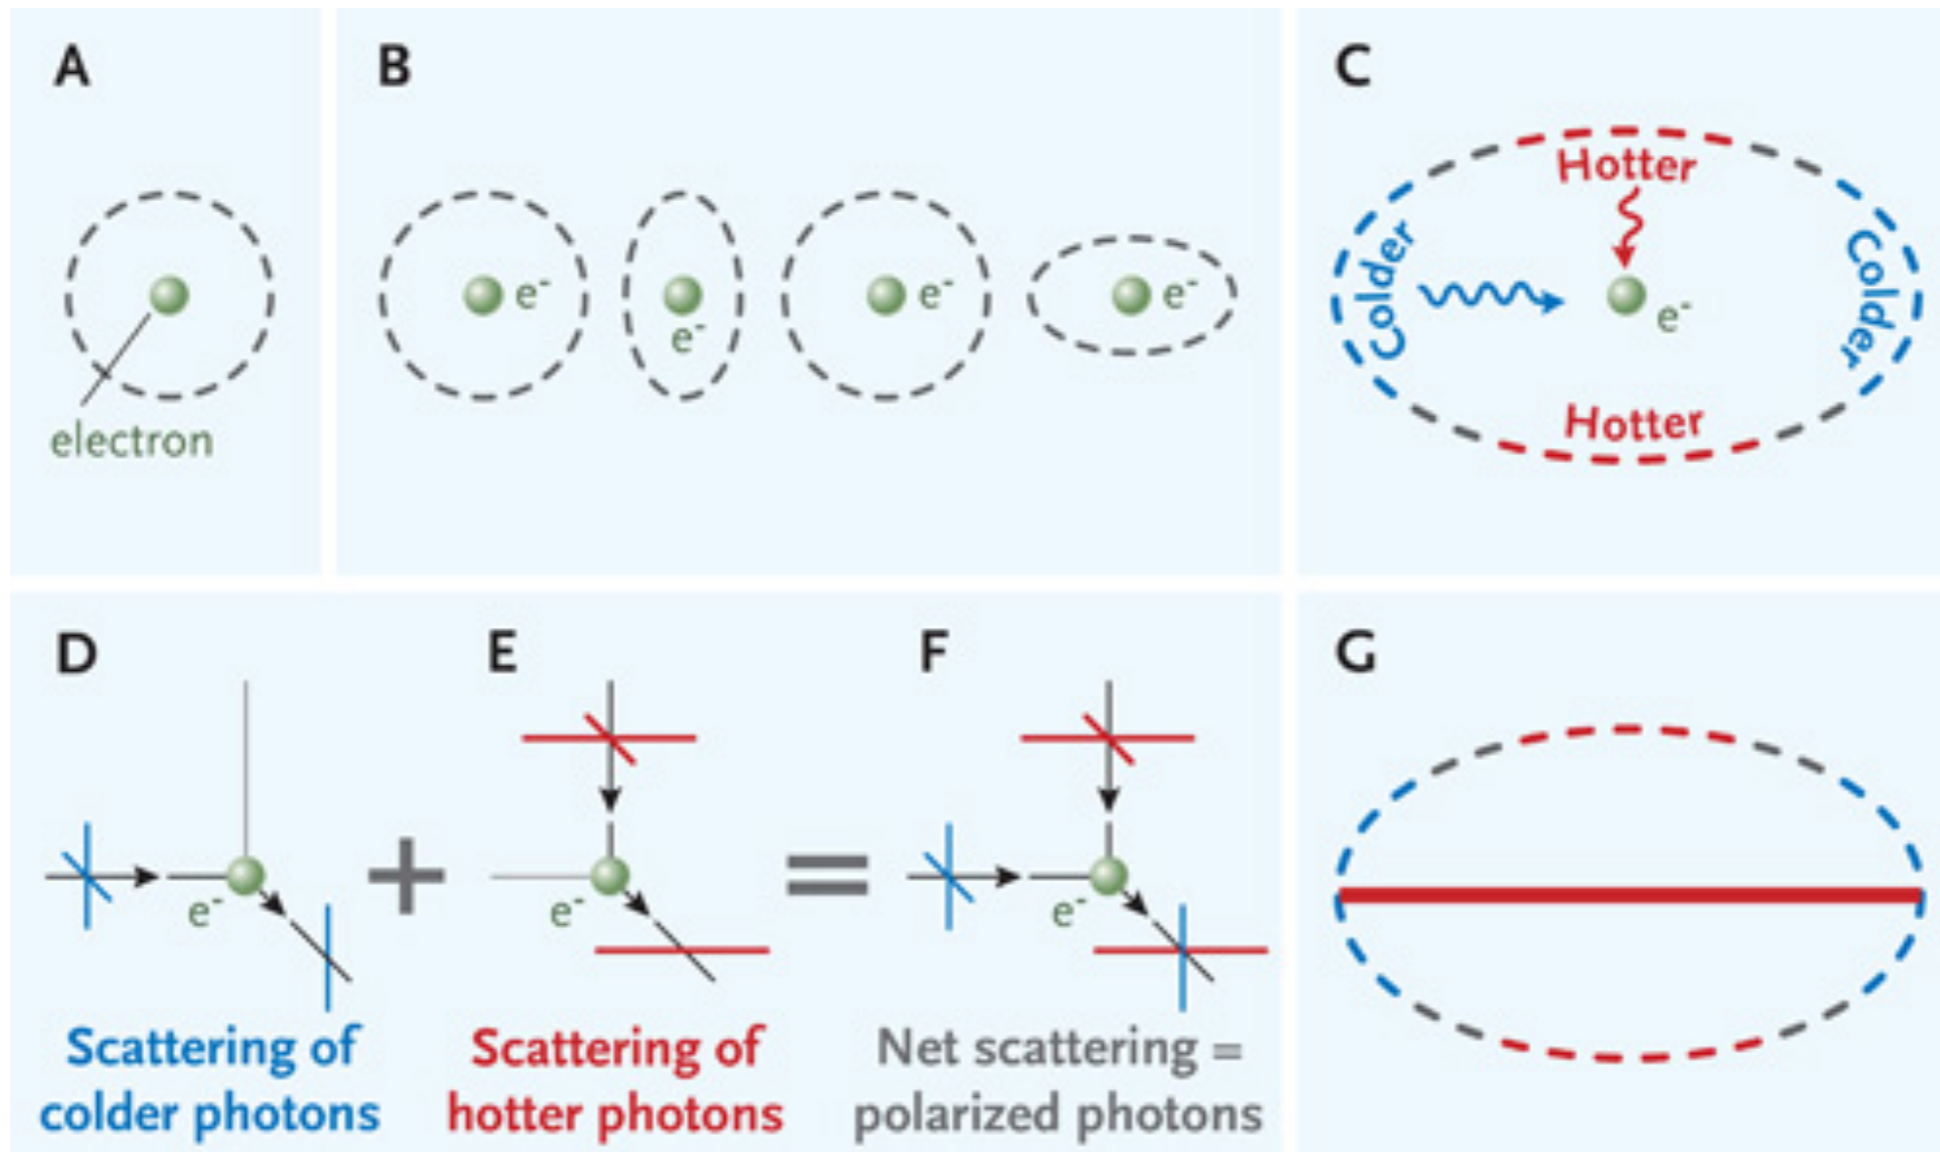 A
electron
B
e-
e-
e-
e-
C
Hotter
Colder
Colder
e-
Hotter
D
e-
Scattering of
colder photons
+
E
e-
Scattering of
hotter photons
=
F
e-
Net scattering =
polarized photons
G